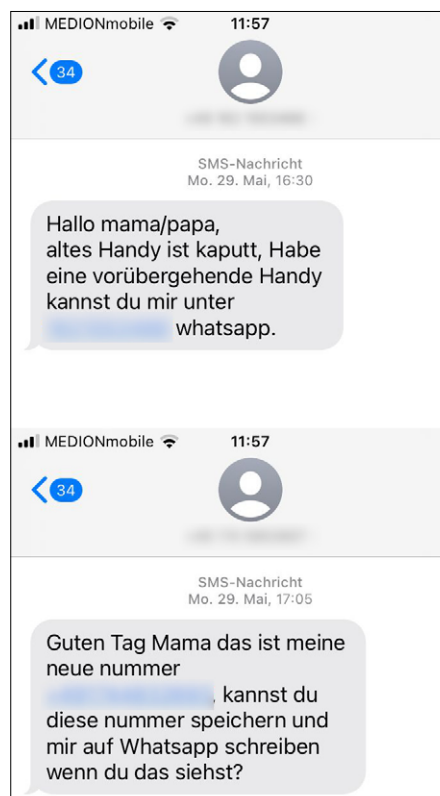 MEDIONmobile 11:57
34
SMS-Nachricht
Mo. 29. Mai, 16:30
Hallo mama/papa,
altes Handy ist kaputt, Habe
eine vorübergehende Handy
kannst du mir unter
whatsapp.
MEDIONmobile 11:57
34
SMS-Nachricht
Mo. 29. Mai, 17:05
Guten Tag Mama das ist meine
neue nummer
, kannst du
diese nummer speichern und
mir auf Whatsapp schreiben
wenn du das siehst?